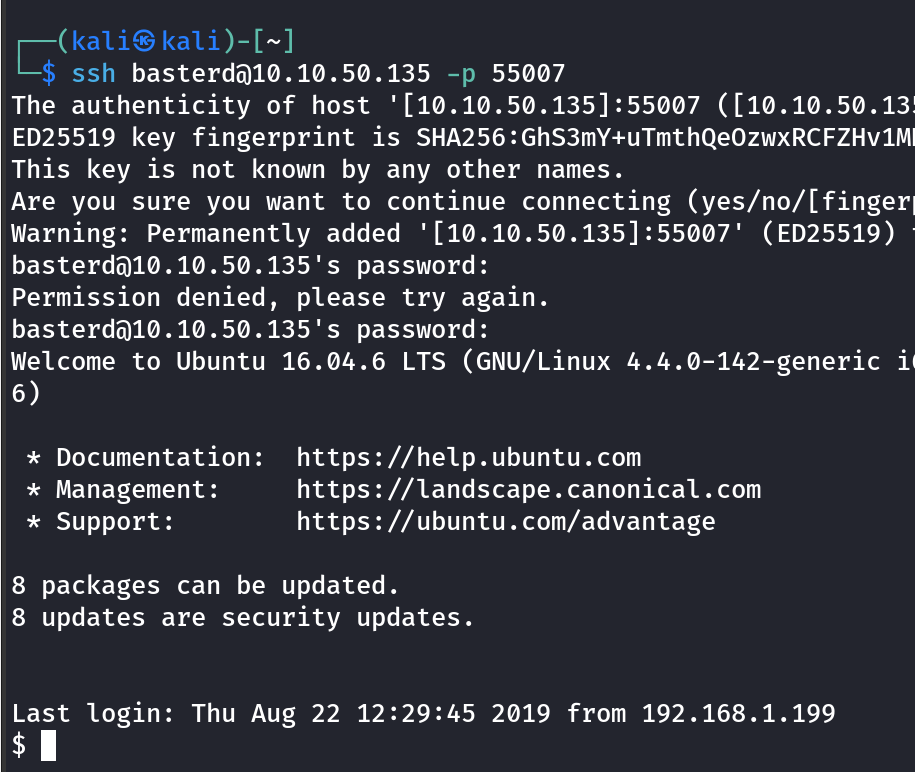 ┌──(kali㉿kali)-[~]
└─$ ssh basterd@10.10.50.135 -p 55007
The authenticity of host '[10.10.50.135]:55007 ([10.10.50.13
ED25519 key fingerprint is SHA256:GhS3mY+uTmthQeOzwxRCFZHv1M
This key is not known by any other names.
Are you sure you want to continue connecting (yes/no/[finger
Warning: Permanently added '[10.10.50.135]:55007' (ED25519)
basterd@10.10.50.135's password:
Permission denied, please try again.
basterd@10.10.50.135's password:
Welcome to Ubuntu 16.04.6 LTS (GNU/Linux 4.4.0-142-generic i
6)
* Documentation:  https://help.ubuntu.com
* Management:     https://landscape.canonical.com
* Support:        https://ubuntu.com/advantage
8 packages can be updated.
8 updates are security updates.
Last login: Thu Aug 22 12:29:45 2019 from 192.168.1.199
$